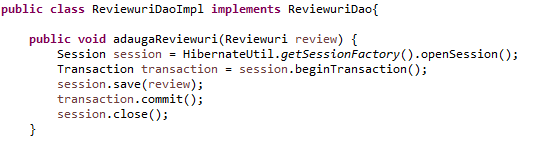 public class ReviewuriDaoImpl implements ReviewuriDao{
public void adaugaReviewuri(Reviewuri review) {
Session session = HibernateUtil.getSessionFactory().openSession();
Transaction transaction = session.beginTransaction();
session.save(review);
transaction.commit();
session.close();
}